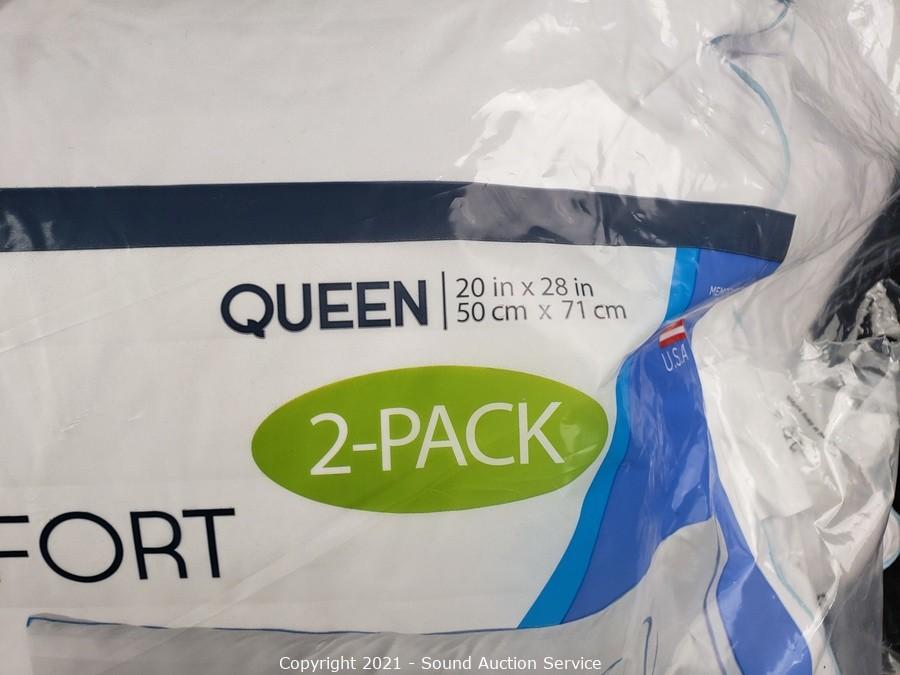 QUEEN
20 in x 28 in
50 cm x 71 cm
U.S.A
2-PACK
FORT
Copyright 2021 - Sound Auction Service